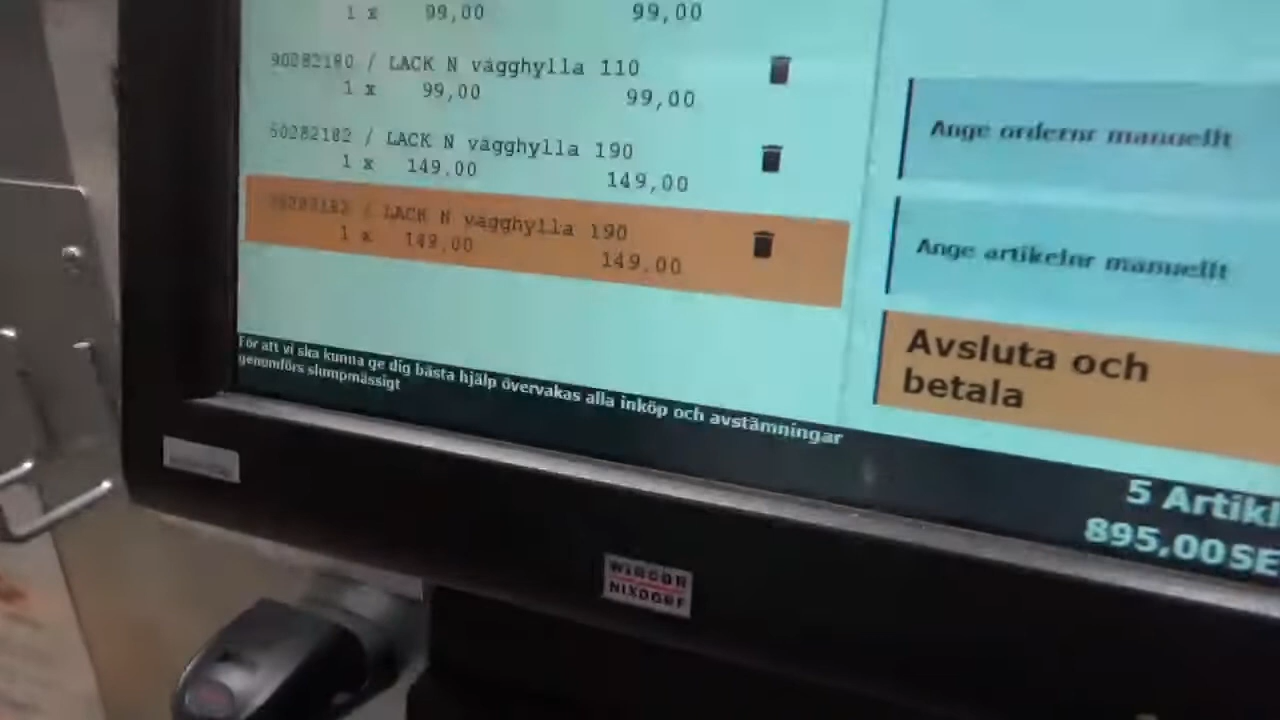 1 x 99,00 99,00
90282180 / LACK N vägghylla 110
1 x 99,00 99,00
50282182 / LACK N vägghylla 190
1 x 149,00 149,00
/ LACK N vägghylla 190
1 x 149,00 149,00
För att vi ska kunna ge dig bästa hjälp övervakas alla inköp och avstämningar
genomförs slumpmässigt
Ange ordernr manuellt
Ange artikelnr manuellt
Avsluta och
betala
5 Artikl
895,00SE
WINCOR
NIXDORF